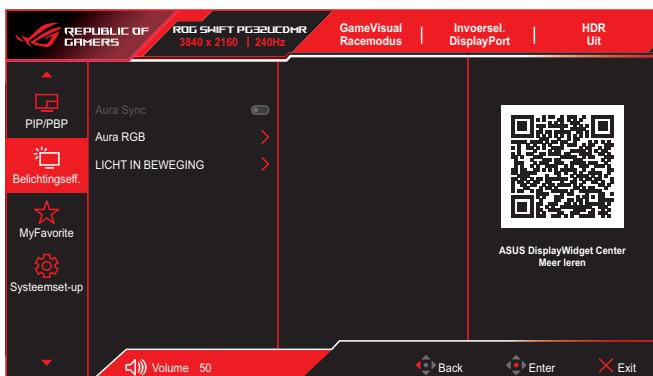 REPUBLIC OF
GAMERS
ROG SWIFT PG32UCDMR
3840 x 2160 | 240Hz
GameVisual
Racemodus
Invoersel.
DisplayPort
HDR
Uit
PIP/PBP
Belichtingseff.
MyFavorite
Systeemset-up
Aura Sync
Aura RGB
LICHT IN BEWEGING
ASUS DisplayWidget Center
Meer leren
Volume 50
Back
Enter
Exit